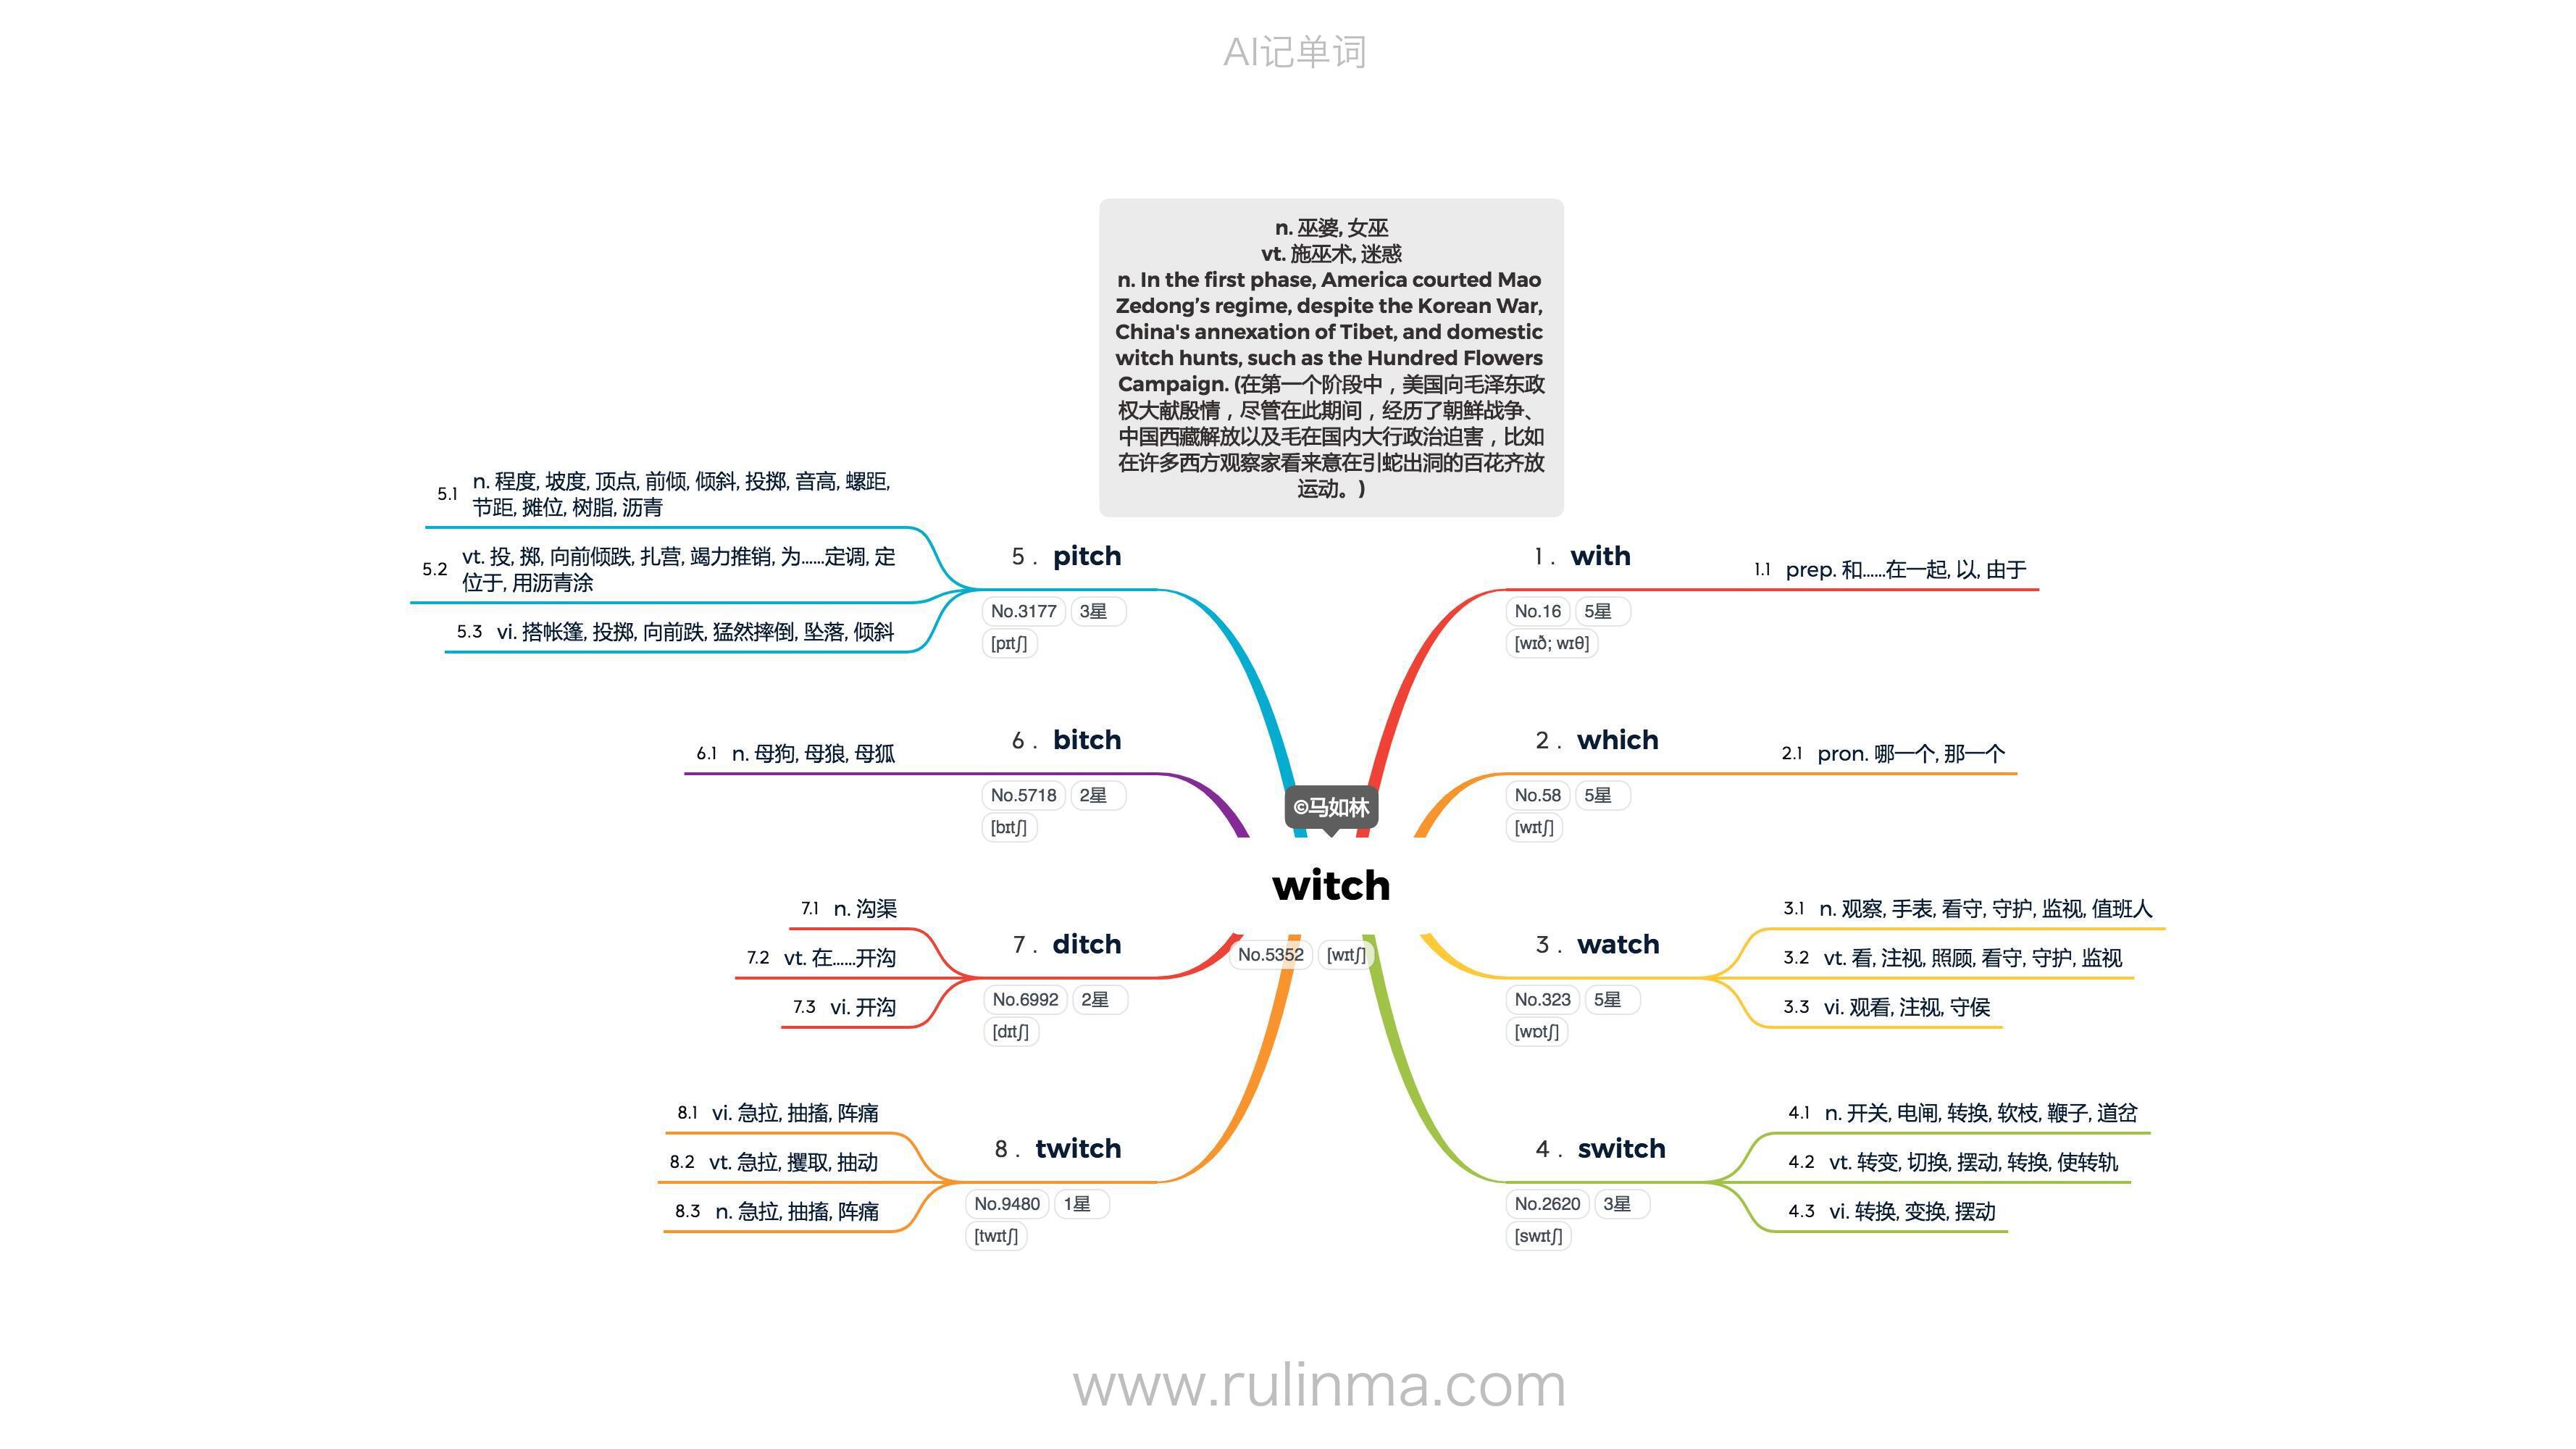 AI记单词
n. 巫婆, 女巫
vt. 施巫术, 迷惑
n. In the first phase, America courted Mao
Zedong’s regime, despite the Korean War,
China's annexation of Tibet, and domestic
witch hunts, such as the Hundred Flowers
Campaign. (在第一个阶段中，美国向毛泽东政
权大献殷情，尽管在此期间，经历了朝鲜战争、
中国西藏解放以及毛在国内大行政治迫害，比如
在许多西方观察家看来意在引蛇出洞的百花齐放
运动。)
©马如林
witch
No.5352 [wɪtʃ]
1. with
No.16 5星
[wɪð; wɪθ]
1.1 prep. 和......在一起, 以, 由于
2. which
No.58 5星
[wɪtʃ]
2.1 pron. 哪一个, 那一个
3. watch
No.323 5星
[wɒtʃ]
3.1 n. 观察, 手表, 看守, 守护, 监视, 值班人
3.2 vt. 看, 注视, 照顾, 看守, 守护, 监视
3.3 vi. 观看, 注视, 守侯
4. switch
No.2620 3星
[swɪtʃ]
4.1 n. 开关, 电闸, 转换, 软枝, 鞭子, 道岔
4.2 vt. 转变, 切换, 摆动, 转换, 使转轨
4.3 vi. 转换, 变换, 摆动
5. pitch
No.3177 3星
[pɪtʃ]
5.1 n. 程度, 坡度, 顶点, 前倾, 倾斜, 投掷, 音高, 螺距,
节距, 摊位, 树脂, 沥青
5.2 vt. 投, 掷, 向前倾跌, 扎营, 竭力推销, 为......定调, 定
位于, 用沥青涂
5.3 vi. 搭帐篷, 投掷, 向前跌, 猛然摔倒, 坠落, 倾斜
6. bitch
No.5718 2星
[bɪtʃ]
6.1 n. 母狗, 母狼, 母狐
7. ditch
No.6992 2星
[dɪtʃ]
7.1 n. 沟渠
7.2 vt. 在......开沟
7.3 vi. 开沟
8. twitch
No.9480 1星
[twɪtʃ]
8.1 vi. 急拉, 抽搐, 阵痛
8.2 vt. 急拉, 攫取, 抽动
8.3 n. 急拉, 抽搐, 阵痛
www.rulinma.com